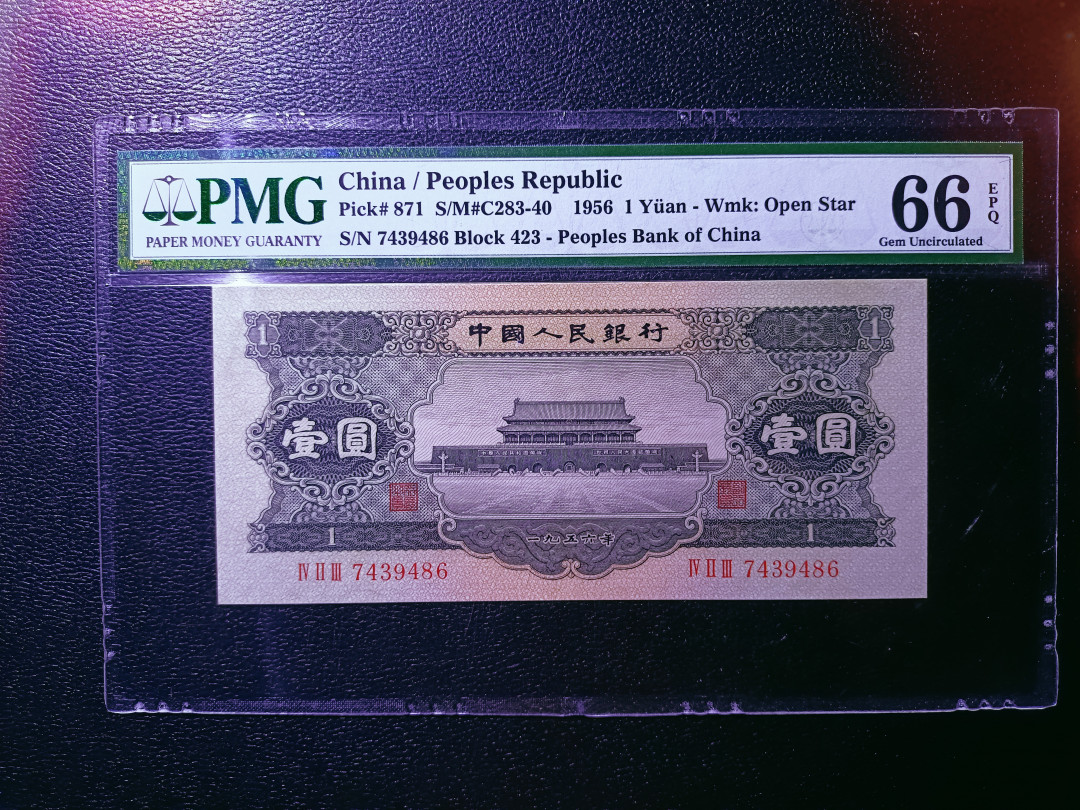 PMG
PAPER MONEY GUARANTY
China / Peoples Republic
Pick# 871 S/M#C283-40 1956 1 Yüan - Wmk: Open Star
S/N 7439486 Block 423 - Peoples Bank of China
66
EPQ
Gem Uncirculated
中國人民銀行
1
1
壹圓
壹圓
1
一九五六年
1
ⅣⅡⅢ 7439486
ⅣⅡⅢ 7439486